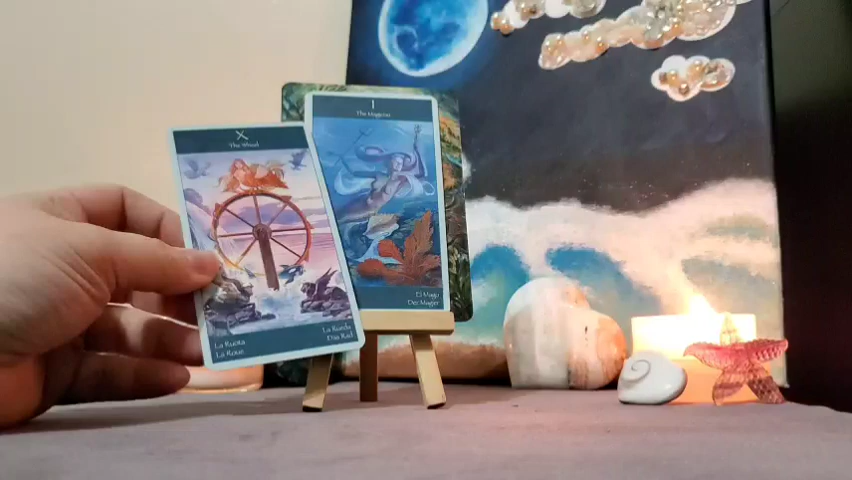 X
The Wheel
La Ruota
La Roue
La Rueda
Das Rad
I
The Magician
El Mago
Der Magier